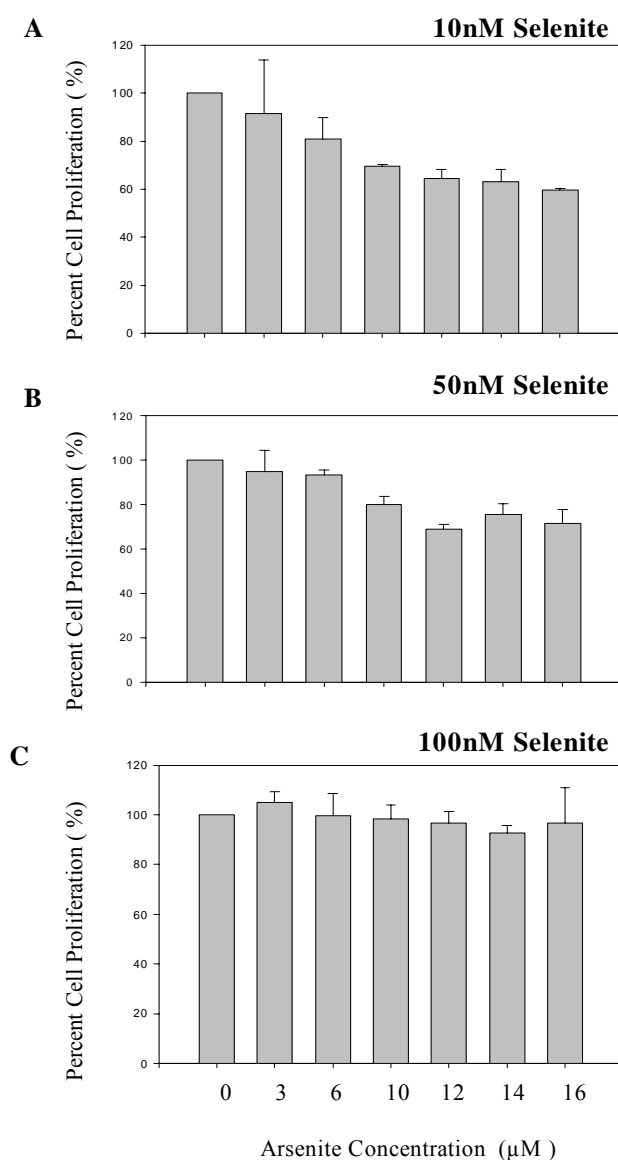 A
10nM Selenite
Percent Cell Proliferation ( %)
120
100
80
60
40
20
0
B
50nM Selenite
Percent Cell Proliferation ( %)
120
100
80
60
40
20
0
C
100nM Selenite
Percent Cell Proliferation ( %)
120
100
80
60
40
20
0
0 3 6 10 12 14 16
Arsenite Concentration (µM )